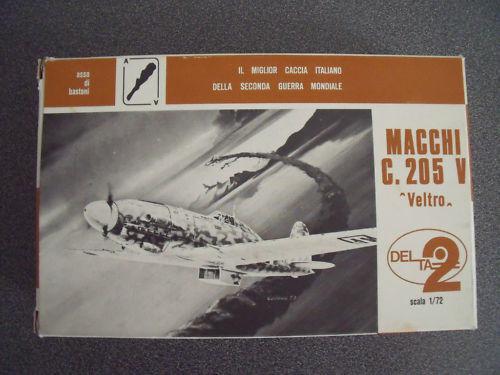 asso
di
bastoni
A
V
IL MIGLIOR CACCIA ITALIANO
DELLA SECONDA GUERRA MONDIALE
MACCHI
C. 205 V
"Veltro"
DELTA 2
scala 1/72